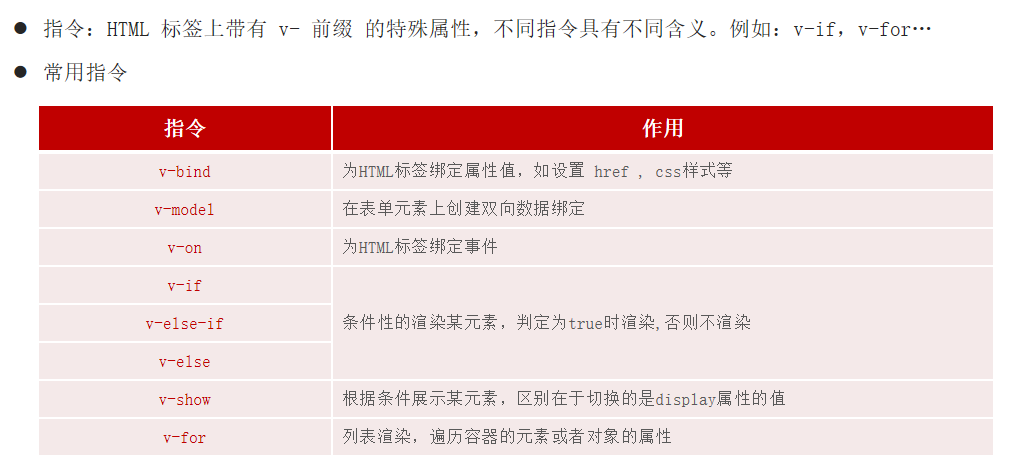 ● 指令：HTML 标签上带有 v- 前缀 的特殊属性，不同指令具有不同含义。例如：v-if，v-for…
● 常用指令
指令 作用
v-bind 为HTML标签绑定属性值，如设置 href , css样式等
v-model 在表单元素上创建双向数据绑定
v-on 为HTML标签绑定事件
v-if
v-else-if 条件性的渲染某元素，判定为true时渲染,否则不渲染
v-else
v-show 根据条件展示某元素，区别在于切换的是display属性的值
v-for 列表渲染，遍历容器的元素或者对象的属性